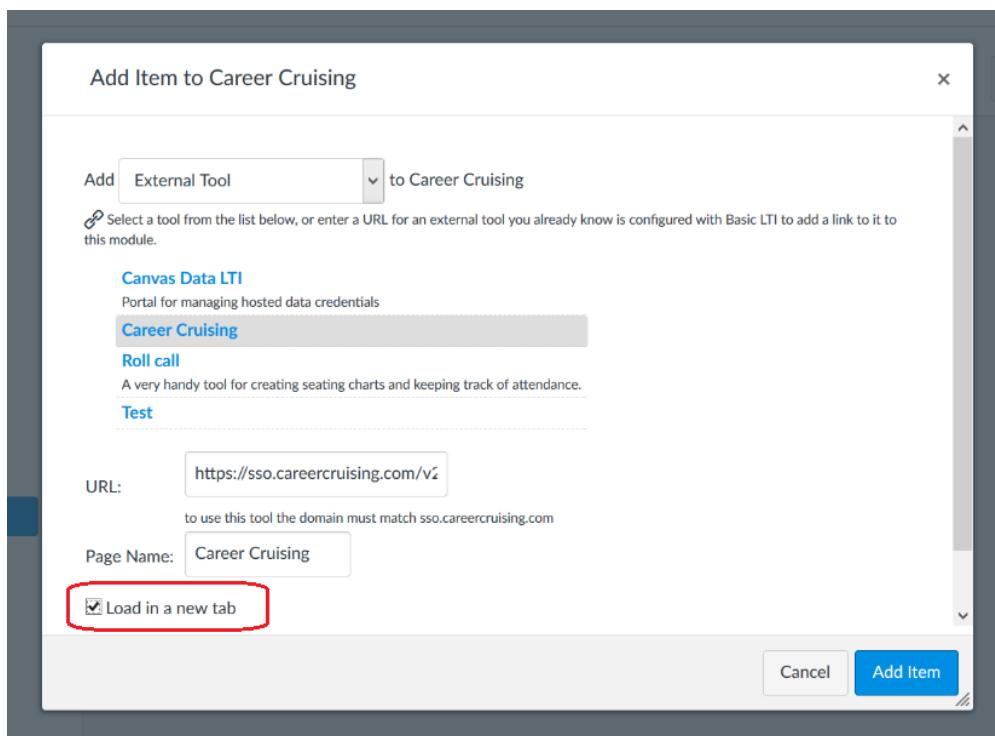 Add Item to Career Cruising
×
Add External Tool to Career Cruising
Select a tool from the list below, or enter a URL for an external tool you already know is configured with Basic LTI to add a link to it to
this module.
Canvas Data LTI
Portal for managing hosted data credentials
Career Cruising
Roll call
A very handy tool for creating seating charts and keeping track of attendance.
Test
URL: https://sso.careercruising.com/v2
to use this tool the domain must match sso.careercruising.com
Page Name: Career Cruising
Load in a new tab
Cancel Add Item